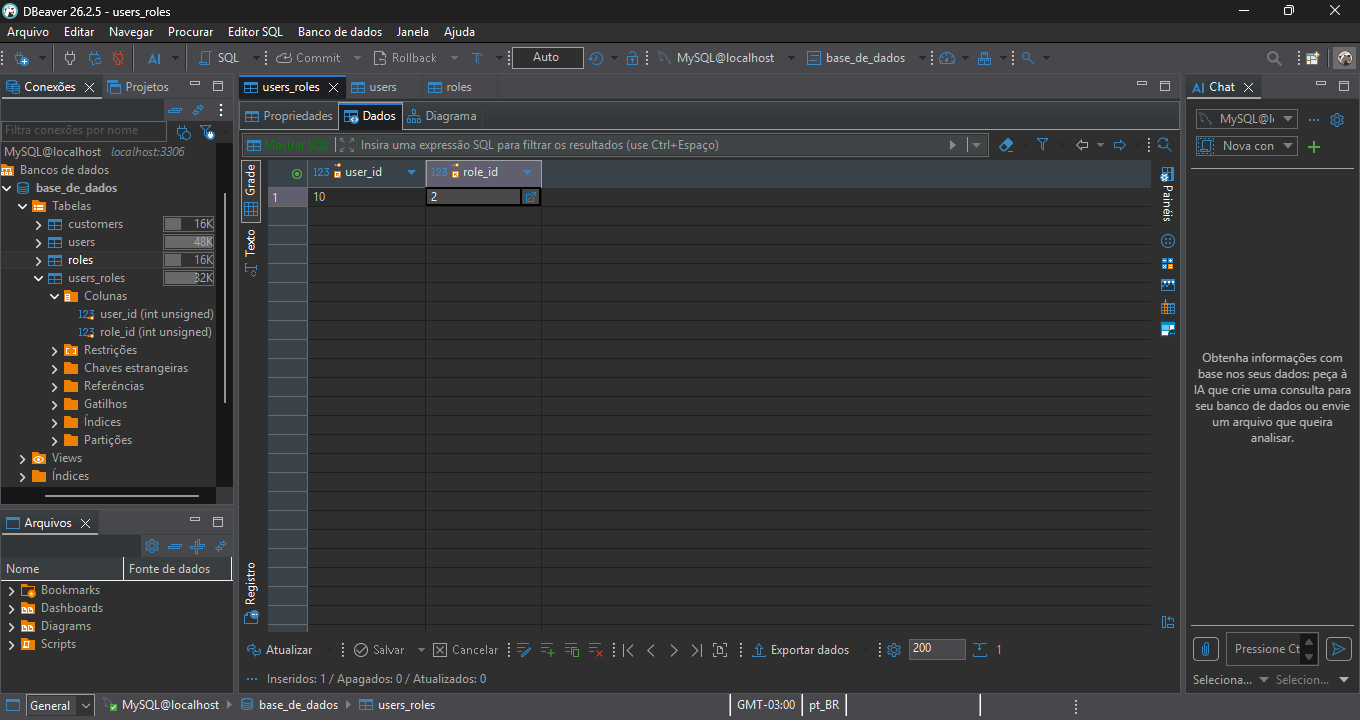 DBeaver 26.2.5 - users_roles
Arquivo Editar Navegar Procurar Editor SQL Banco de dados Janela Ajuda
AI SQL Commit Rollback T Auto MySQL@localhost base_de_dados
Conexões Projetos
users_roles users roles
AI Chat
Propriedades Dados Diagrama
Filtra conexões por nome
Mostrar SQL Insira uma expressão SQL para filtrar os resultados (use Ctrl+Espaço)
MySQL@l
Nova con
MySQL@localhost localhost:3306
Bancos de dados
base_de_dados
Tabelas
customers 16K
users 48K
roles 16K
users_roles 32K
Colunas
user_id (int unsigned)
role_id (int unsigned)
Restrições
Chaves estrangeiras
Referências
Gatilhos
Índices
Partições
Views
Índices
Grade
Texto
Registro
123 user_id 123 role_id
1 10 2
Painéis
Obtenha informações com
base nos seus dados: peça à
IA que crie uma consulta para
seu banco de dados ou envie
um arquivo que queira
analisar.
Arquivos
Nome Fonte de dados
Bookmarks
Dashboards
Diagrams
Scripts
Atualizar Salvar Cancelar Exportar dados 200 1
Inseridos: 1 / Apagados: 0 / Atualizados: 0
Pressione Ct
Seleciona... Selecion...
General MySQL@localhost base_de_dados users_roles GMT-03:00 pt_BR